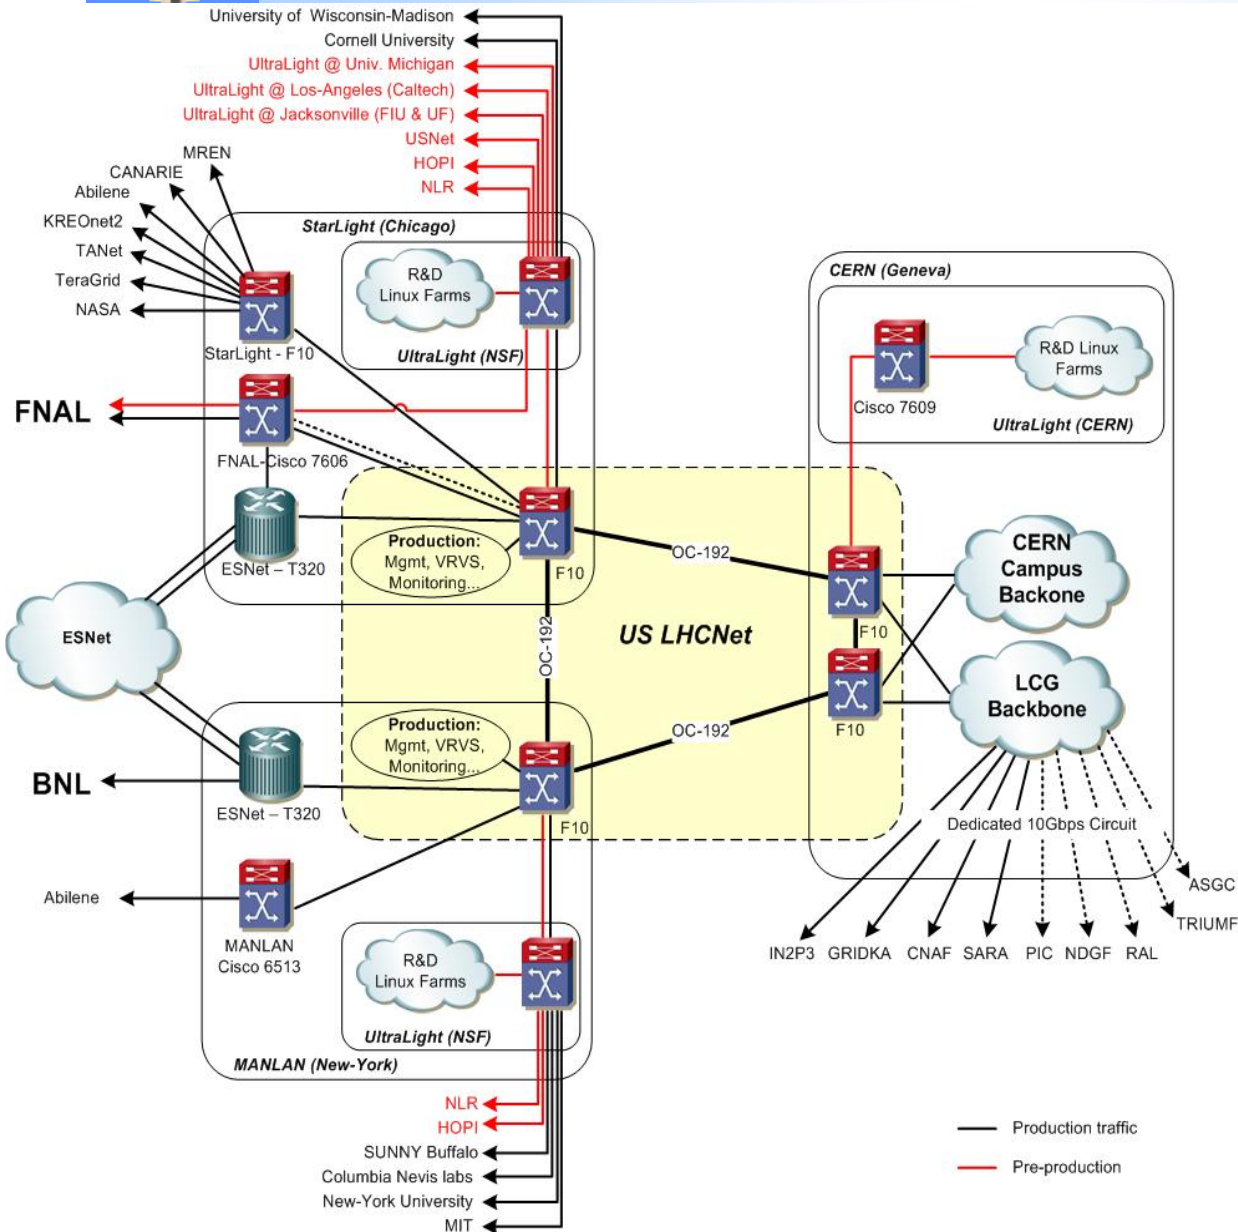 University of Wisconsin-Madison
Cornell University
UltraLight @ Univ. Michigan
UltraLight @ Los-Angeles (Caltech)
UltraLight @ Jacksonville (FIU & UF)
USNet
HOPI
NLR
MREN
CANARIE
Abilene
KREOnet2
TANet
TeraGrid
NASA
StarLight (Chicago)
R&D
Linux Farms
UltraLight (NSF)
StarLight - F10
FNAL
FNAL-Cisco 7606
ESNet – T320
Production:
Mgmt, VRVS,
Monitoring...
F10
ESNet
CERN (Geneva)
R&D Linux
Farms
Cisco 7609
UltraLight (CERN)
OC-192
OC-192
US LHCNet
F10
F10
CERN
Campus
Backone
LCG
Backbone
OC-192
MANLAN (New-York)
Production:
Mgmt, VRVS,
Monitoring...
F10
BNL
ESNet – T320
Abilene
MANLAN
Cisco 6513
R&D
Linux Farms
UltraLight (NSF)
Dedicated 10Gbps Circuit
IN2P3
GRIDKA
CNAF
SARA
PIC
NDGF
RAL
TRIUMF
ASGC
NLR
HOPI
SUNNY Buffalo
Columbia Nevis labs
New-York University
MIT
Production traffic
Pre-production